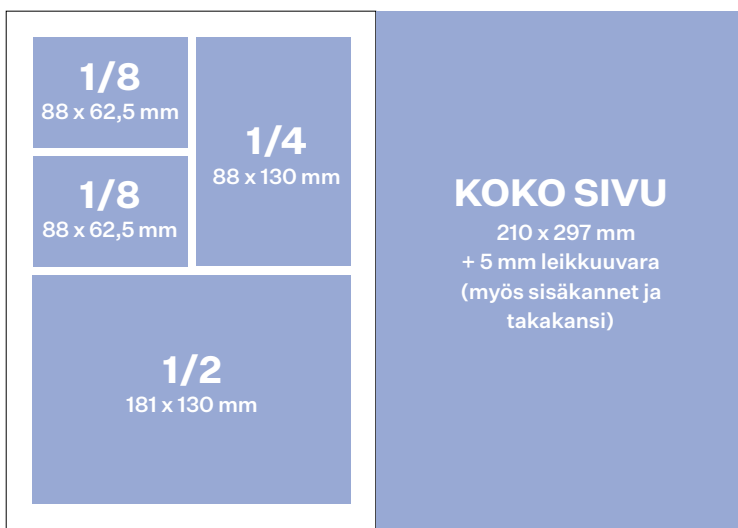 1/8
88 x 62,5 mm
1/4
88 x 130 mm
1/8
88 x 62,5 mm
1/2
181 x 130 mm
KOKO SIVU
210 x 297 mm
+ 5 mm leikkuuvara
(myös sisäkannet ja
takakansi)